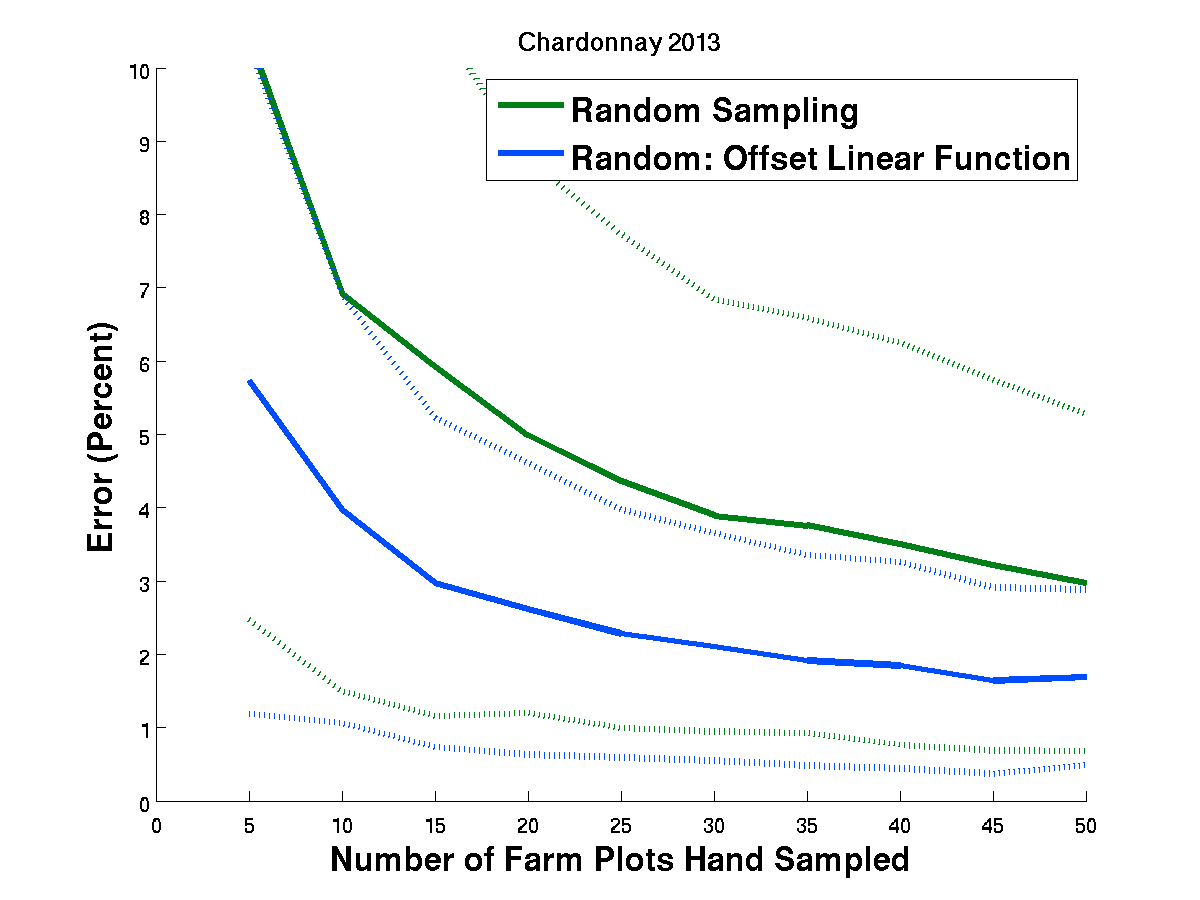 Chardonnay 2013
10
9
8
7
6
5
4
3
2
1
0
Error (Percent)
Random Sampling
Random: Offset Linear Function
0 5 10 15 20 25 30 35 40 45 50
Number of Farm Plots Hand Sampled